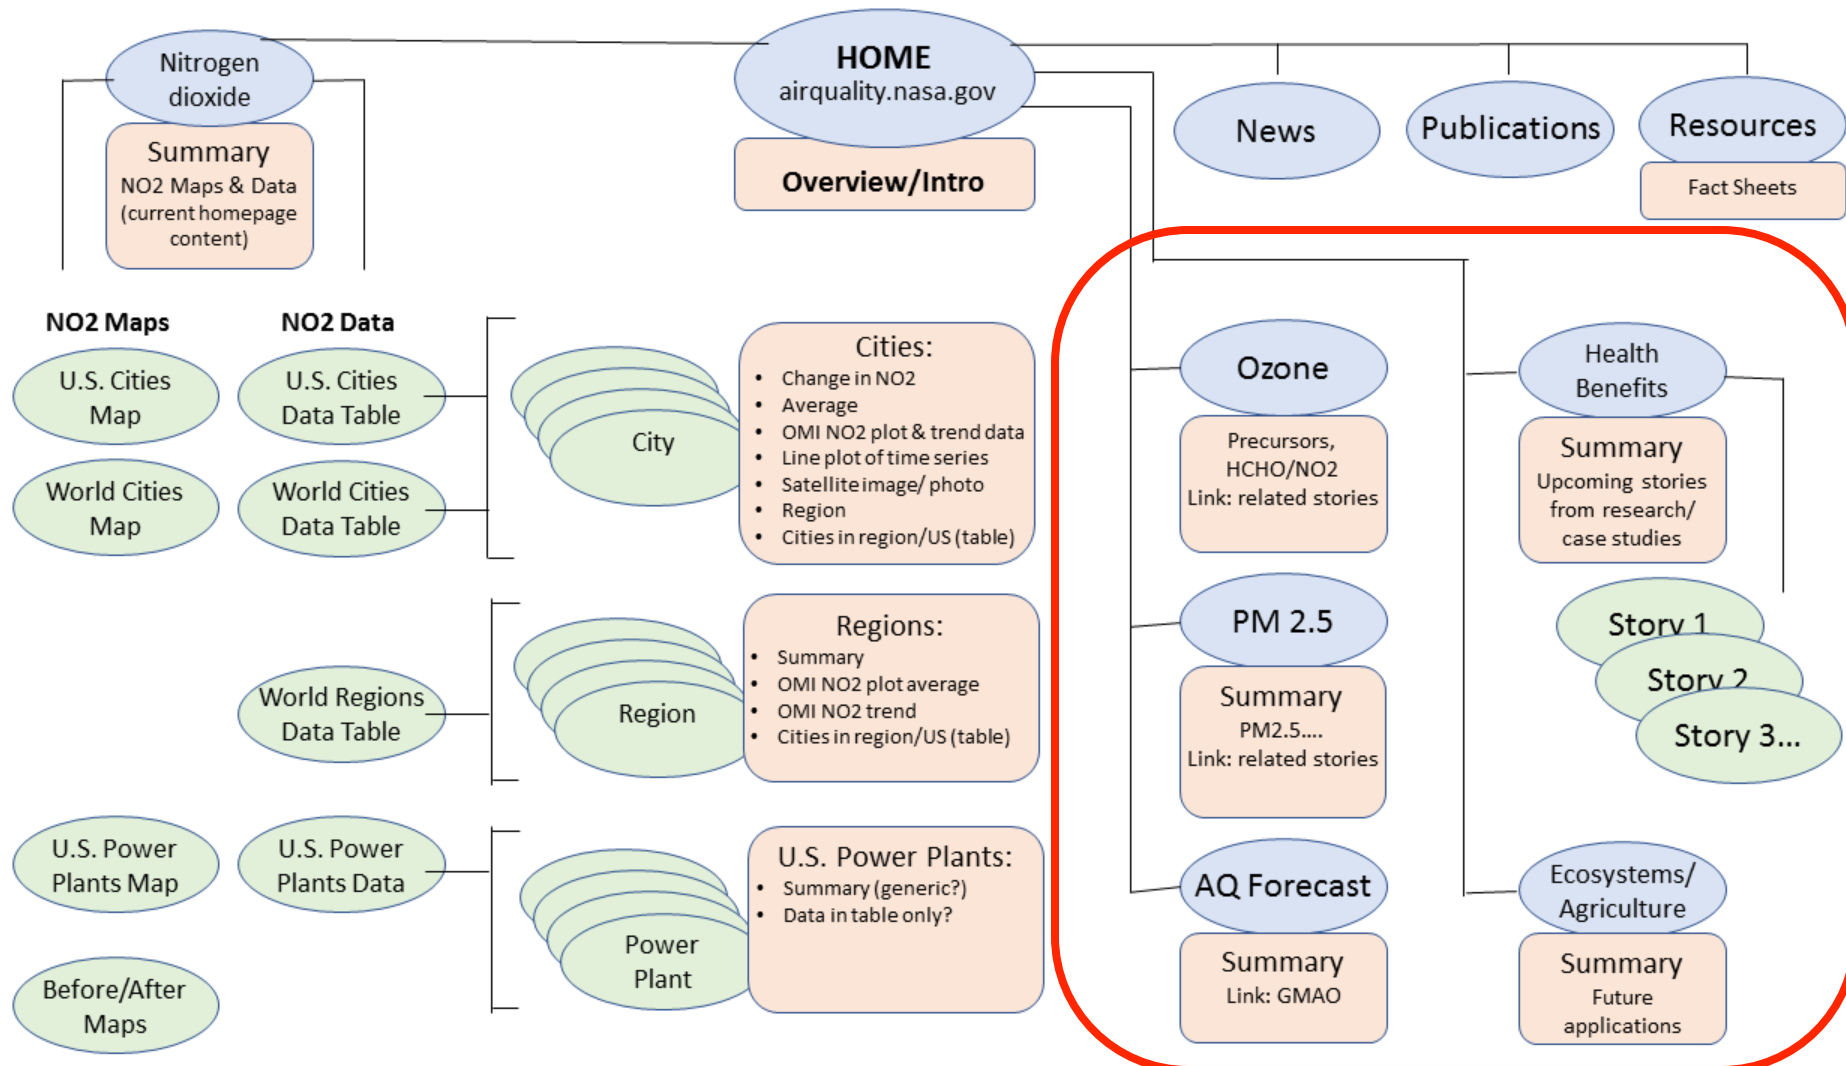 HOME
airquality.nasa.gov
Overview/Intro
Nitrogen
dioxide
Summary
NO2 Maps & Data
(current homepage
content)
News
Publications
Resources
Fact Sheets
NO2 Maps
NO2 Data
U.S. Cities
Map
U.S. Cities
Data Table
World Cities
Map
World Cities
Data Table
City
Cities:
• Change in NO2
• Average
• OMI NO2 plot & trend data
• Line plot of time series
• Satellite image/ photo
• Region
• Cities in region/US (table)
World Regions
Data Table
Region
Regions:
• Summary
• OMI NO2 plot average
• OMI NO2 trend
• Cities in region/US (table)
U.S. Power
Plants Map
U.S. Power
Plants Data
Power
Plant
U.S. Power Plants:
• Summary (generic?)
• Data in table only?
Before/After
Maps
Ozone
Precursors,
HCHO/NO2
Link: related stories
PM 2.5
Summary
PM2.5....
Link: related stories
AQ Forecast
Summary
Link: GMAO
Health
Benefits
Summary
Upcoming stories
from research/
case studies
Story 1
Story 2
Story 3...
Ecosystems/
Agriculture
Summary
Future
applications